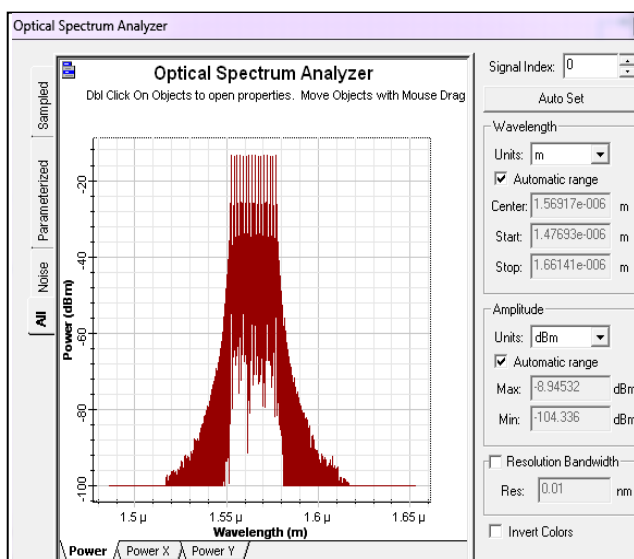 Optical Spectrum Analyzer
Sampled
Parameterized
Noise
All
Optical Spectrum Analyzer
Dbl Click On Objects to open properties. Move Objects with Mouse Drag
Power (dBm)
-20
-40
-60
-80
-100
1.5 µ
1.55 µ
1.6 µ
1.65 µ
Wavelength (m)
Power
Power X
Power Y
Signal Index: 0
Auto Set
Wavelength
Units: m
Automatic range
Center: 1.56917e-006 m
Start: 1.47693e-006 m
Stop: 1.66141e-006 m
Amplitude
Units: dBm
Automatic range
Max: -8.94532 dBm
Min: -104.336 dBm
Resolution Bandwidth
Res: 0.01 nm
Invert Colors